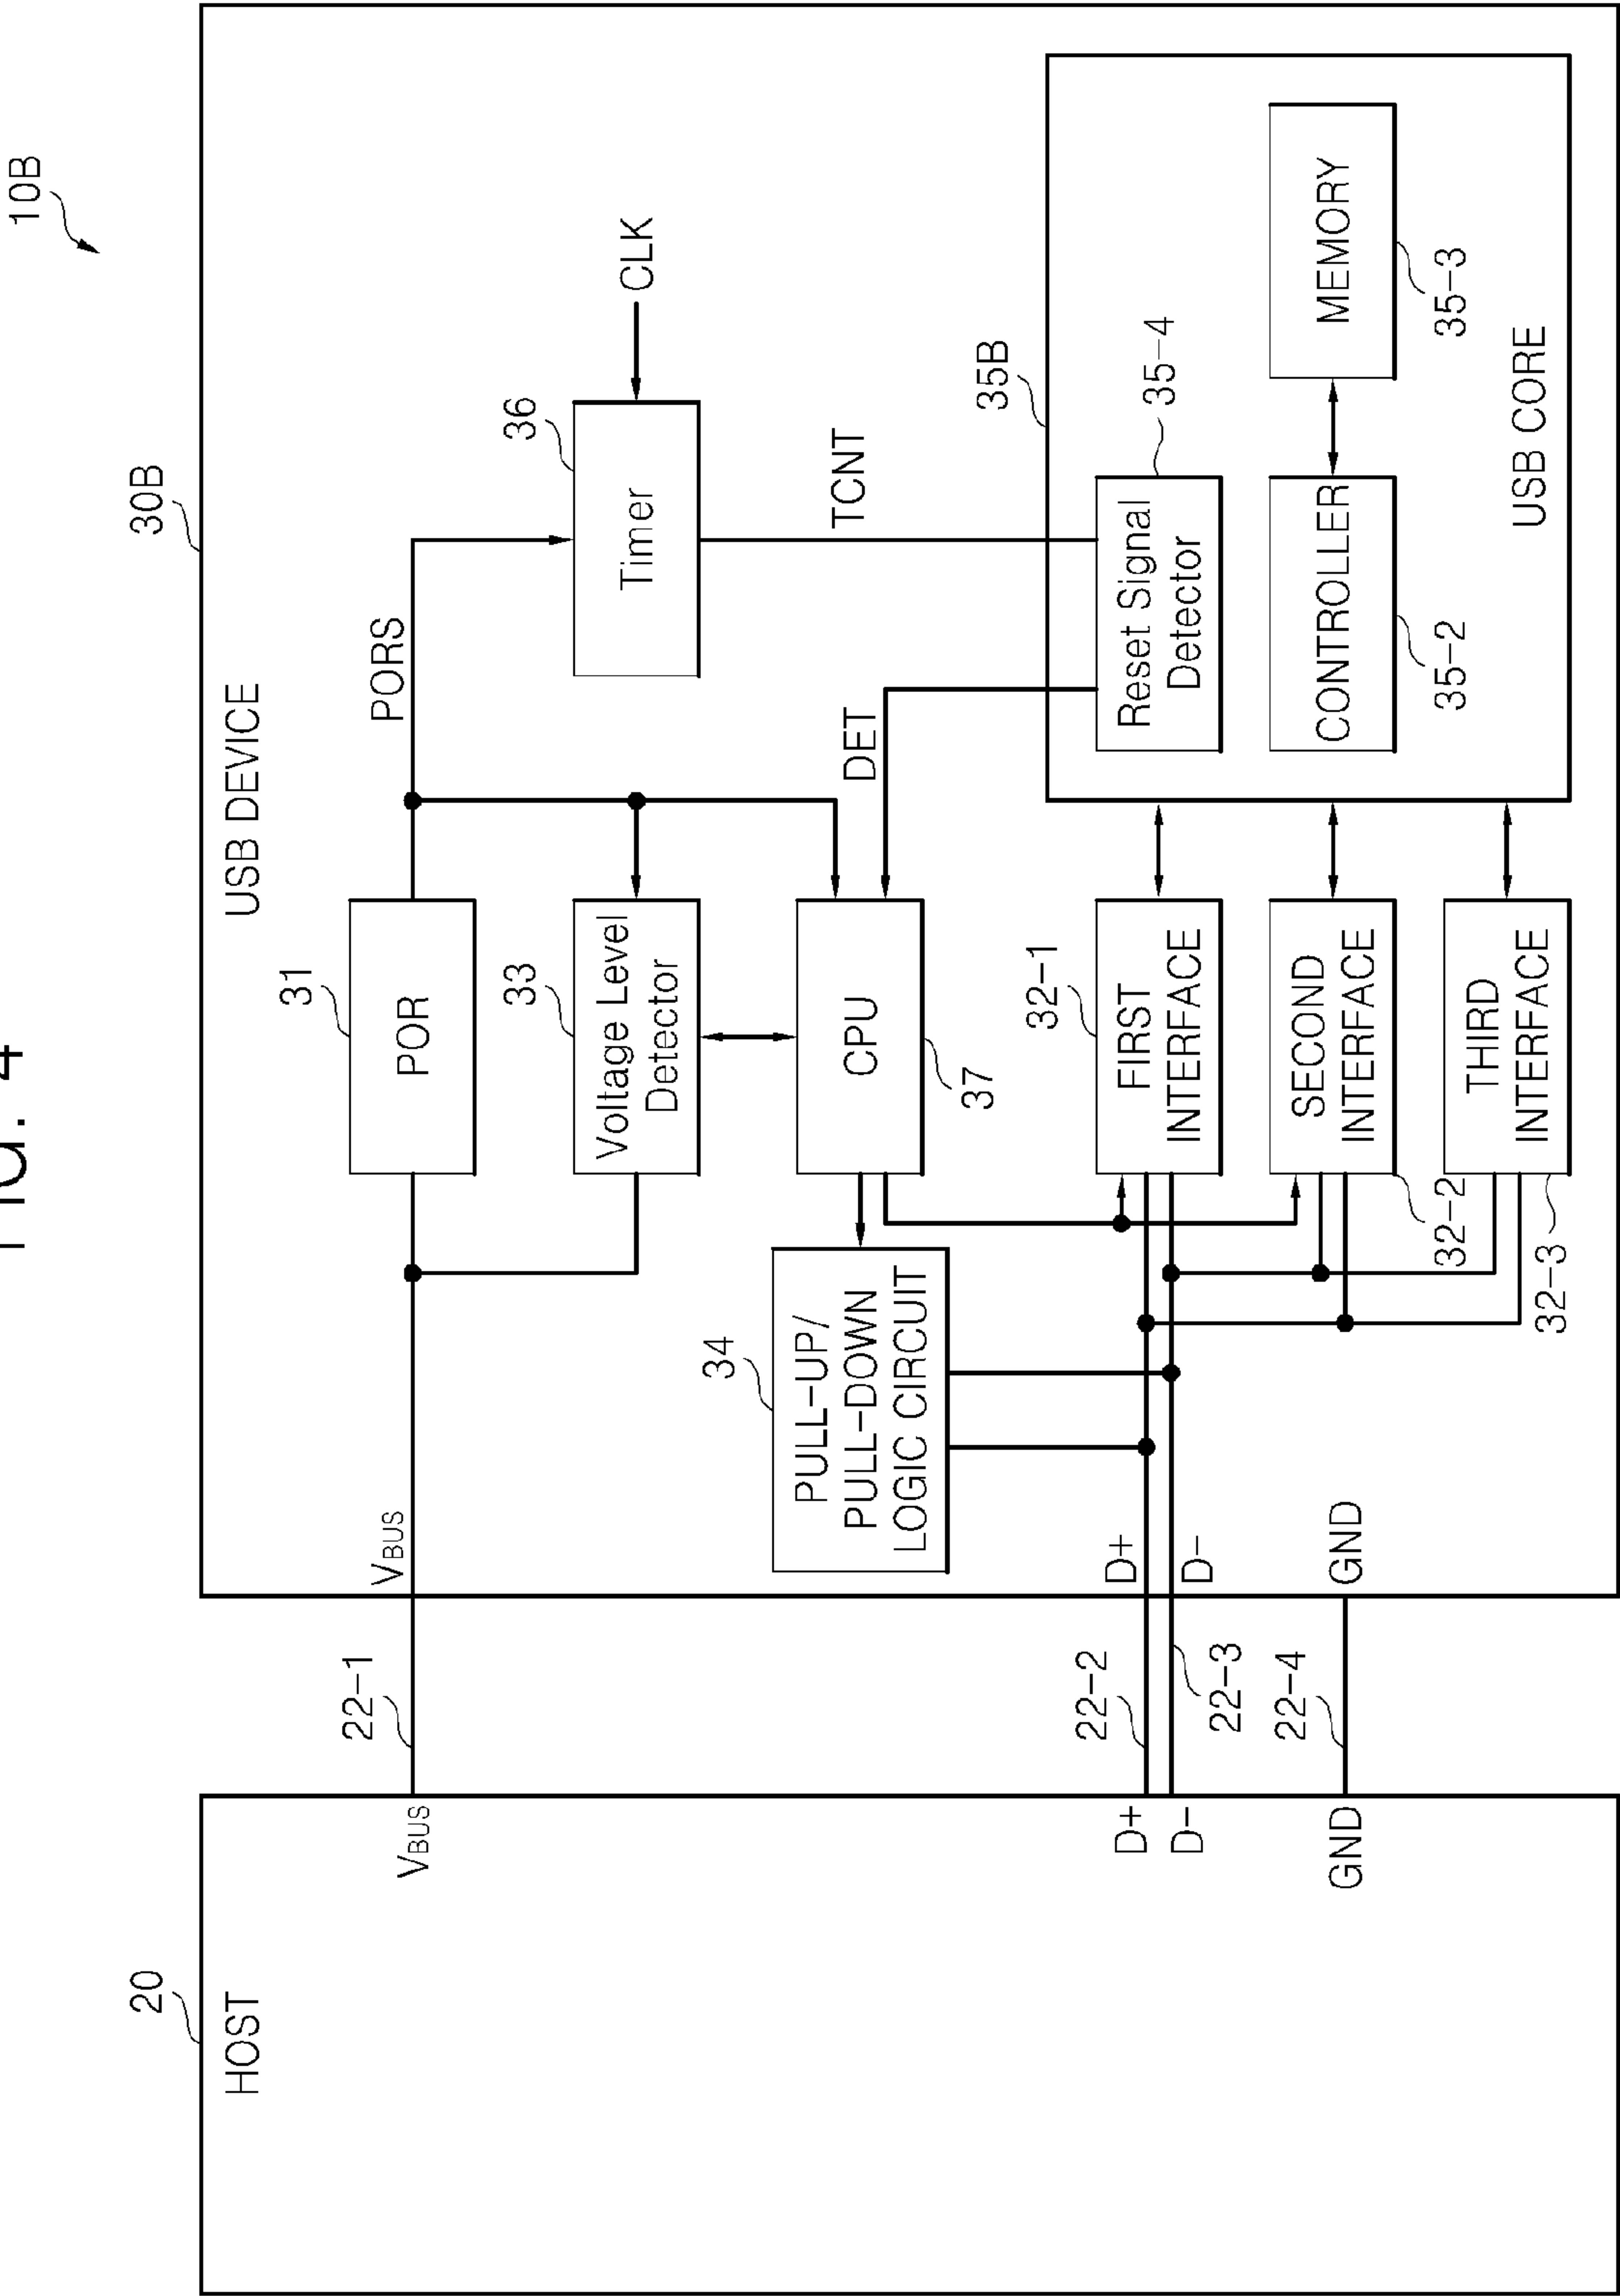 FIG. 4
10B
20
HOST
VBUS
D+
D-
GND
22-1
22-2
22-3
22-4
30B
USB DEVICE
VBUS
D+
D-
GND
31
POR
PORS
33
Voltage Level
Detector
36
Timer
CLK
TCNT
34
PULL-UP/
PULL-DOWN
LOGIC CIRCUIT
CPU
37
DET
32-1
FIRST
INTERFACE
SECOND
INTERFACE
32-2
THIRD
INTERFACE
32-3
35B
35-4
Reset Signal
Detector
CONTROLLER
35-2
MEMORY
35-3
USB CORE